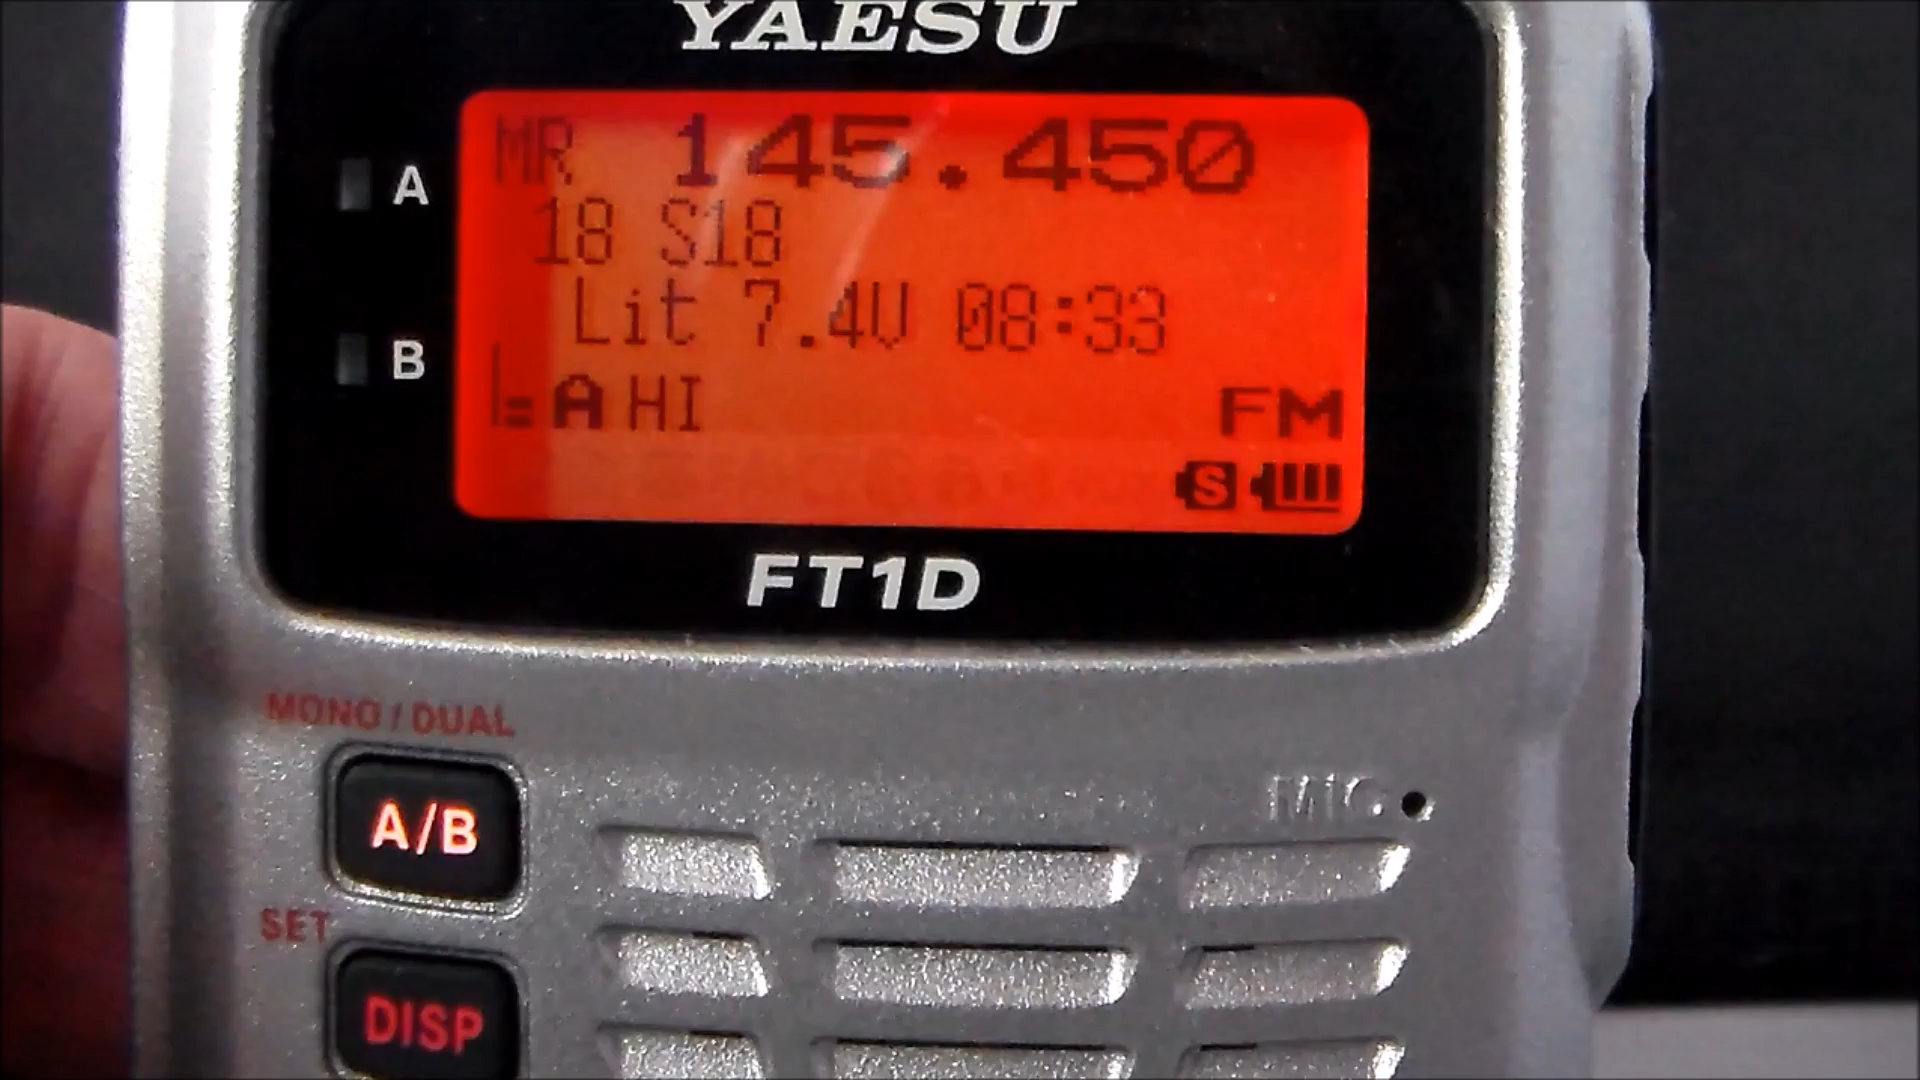 YAESU
A
MR 145.450
18 S18
B
Lit 7.4V 08:33
A HI FM
S
FT1D
MONO / DUAL
A/B
MIC
SET
DISP